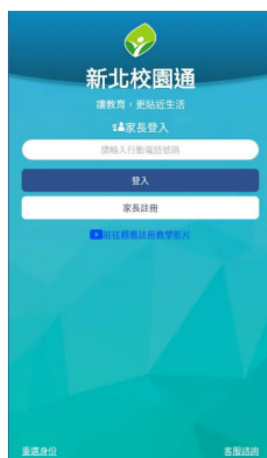 新北校園通
讓教育，更貼近生活
家長登入
請輸入行動電話號碼
登入
家長註冊
前往觀看註冊教學影片
重選身份
客服諮詢